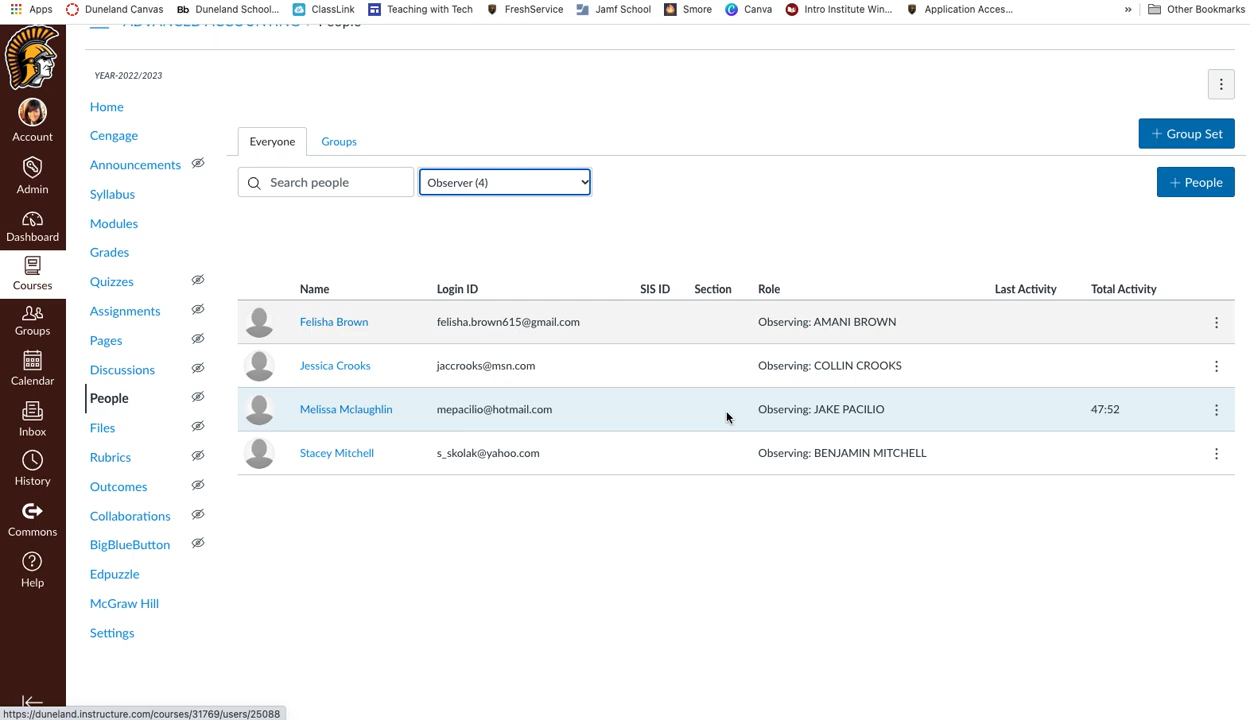 Apps Duneland Canvas Bb Duneland School... ClassLink Teaching with Tech FreshService Jamf School Smore Canva Intro Institute Win... Application Acces... » Other Bookmarks
ADVANCED ACCOUNTING People
YEAR-2022/2023
Account
Admin
Dashboard
Courses
Groups
Calendar
Inbox
History
Commons
Help
Home
Cengage
Announcements
Syllabus
Modules
Grades
Quizzes
Assignments
Pages
Discussions
People
Files
Rubrics
Outcomes
Collaborations
BigBlueButton
Edpuzzle
McGraw Hill
Settings
Everyone Groups
+ Group Set
Search people Observer (4)
+ People
Name Login ID SIS ID Section Role Last Activity Total Activity
Felisha Brown felisha.brown615@gmail.com Observing: AMANI BROWN
Jessica Crooks jaccrooks@msn.com Observing: COLLIN CROOKS
Melissa Mclaughlin mepacilio@hotmail.com Observing: JAKE PACILIO 47:52
Stacey Mitchell s_skolak@yahoo.com Observing: BENJAMIN MITCHELL
https://duneland.instructure.com/courses/31769/users/25088